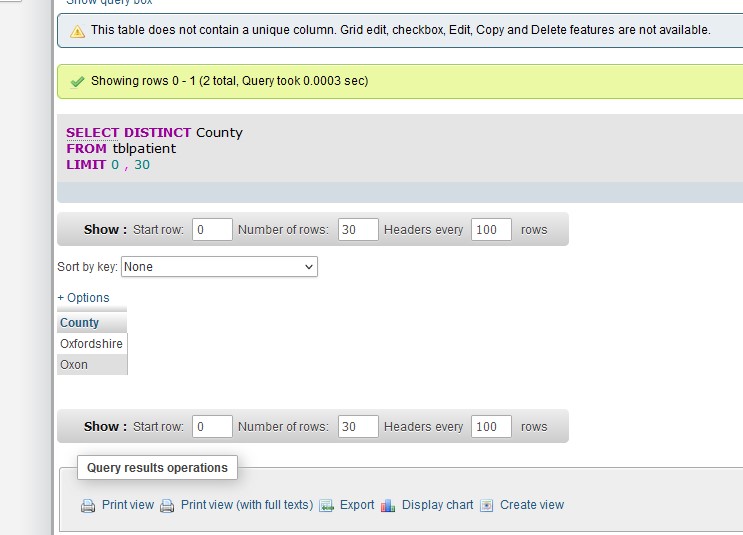 Show query box
This table does not contain a unique column. Grid edit, checkbox, Edit, Copy and Delete features are not available.
Showing rows 0 - 1 (2 total, Query took 0.0003 sec)
SELECT DISTINCT County
FROM tblpatient
LIMIT 0 , 30
Show : Start row: 0 Number of rows: 30 Headers every 100 rows
Sort by key: None
+ Options
County
Oxfordshire
Oxon
Show : Start row: 0 Number of rows: 30 Headers every 100 rows
Query results operations
Print view Print view (with full texts) Export Display chart Create view